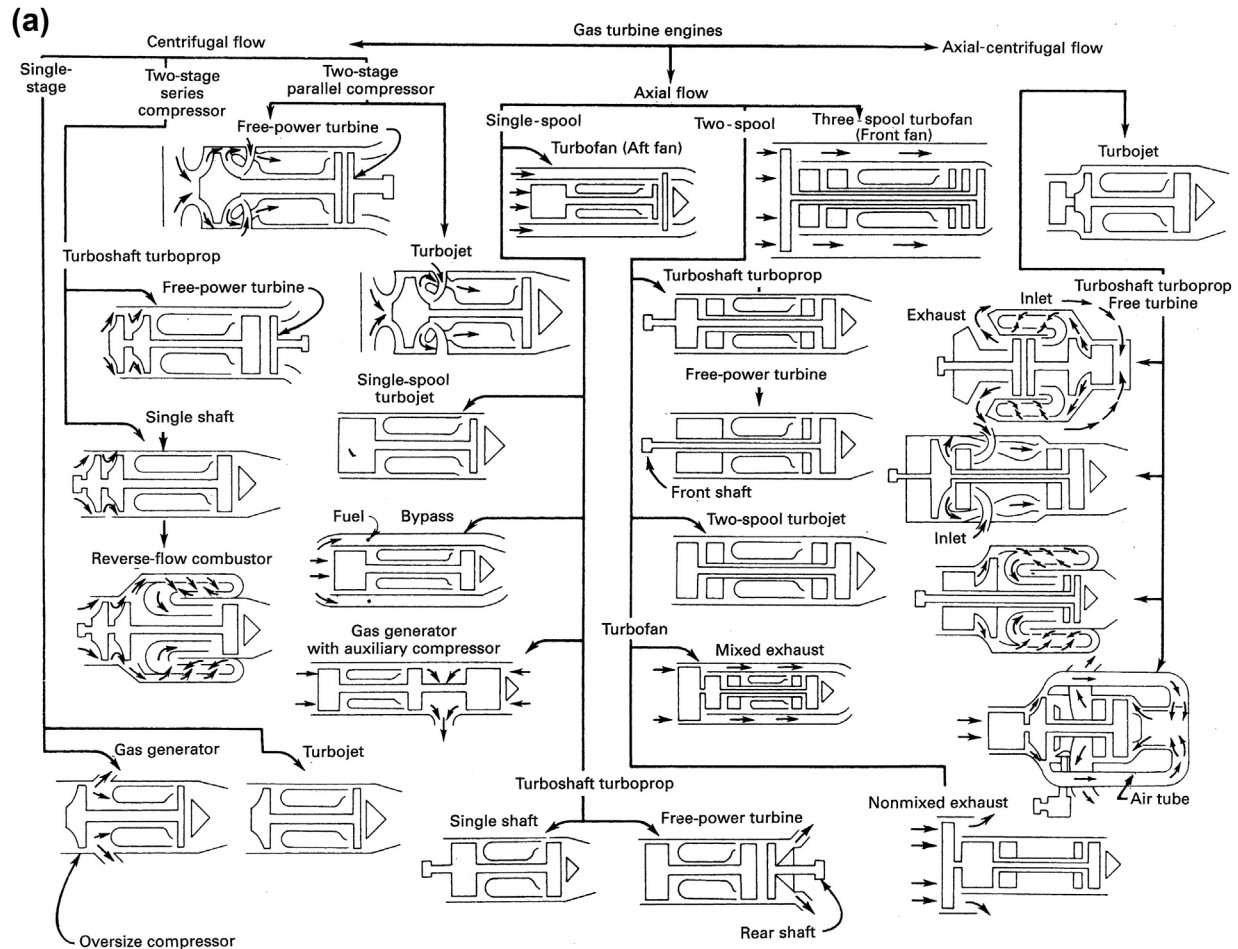 (a)
Gas turbine engines
Centrifugal flow
Axial-centrifugal flow
Single-
stage
Two-stage
series
compressor
Two-stage
parallel compressor
Axial flow
Free-power turbine
Single-spool
Two-spool
Three-spool turbofan
(Front fan)
Turbofan (Aft fan)
Turbojet
Turboshaft turboprop
Free-power turbine
Turbojet
Turboshaft turboprop
Turboshaft turboprop
Free turbine
Inlet
Exhaust
Single-spool
turbojet
Free-power turbine
Single shaft
Front shaft
Fuel
Bypass
Two-spool turbojet
Inlet
Reverse-flow combustor
Gas generator
with auxiliary compressor
Turbofan
Mixed exhaust
Gas generator
Turbojet
Turboshaft turboprop
Air tube
Single shaft
Free-power turbine
Nonmixed exhaust
Rear shaft
Oversize compressor